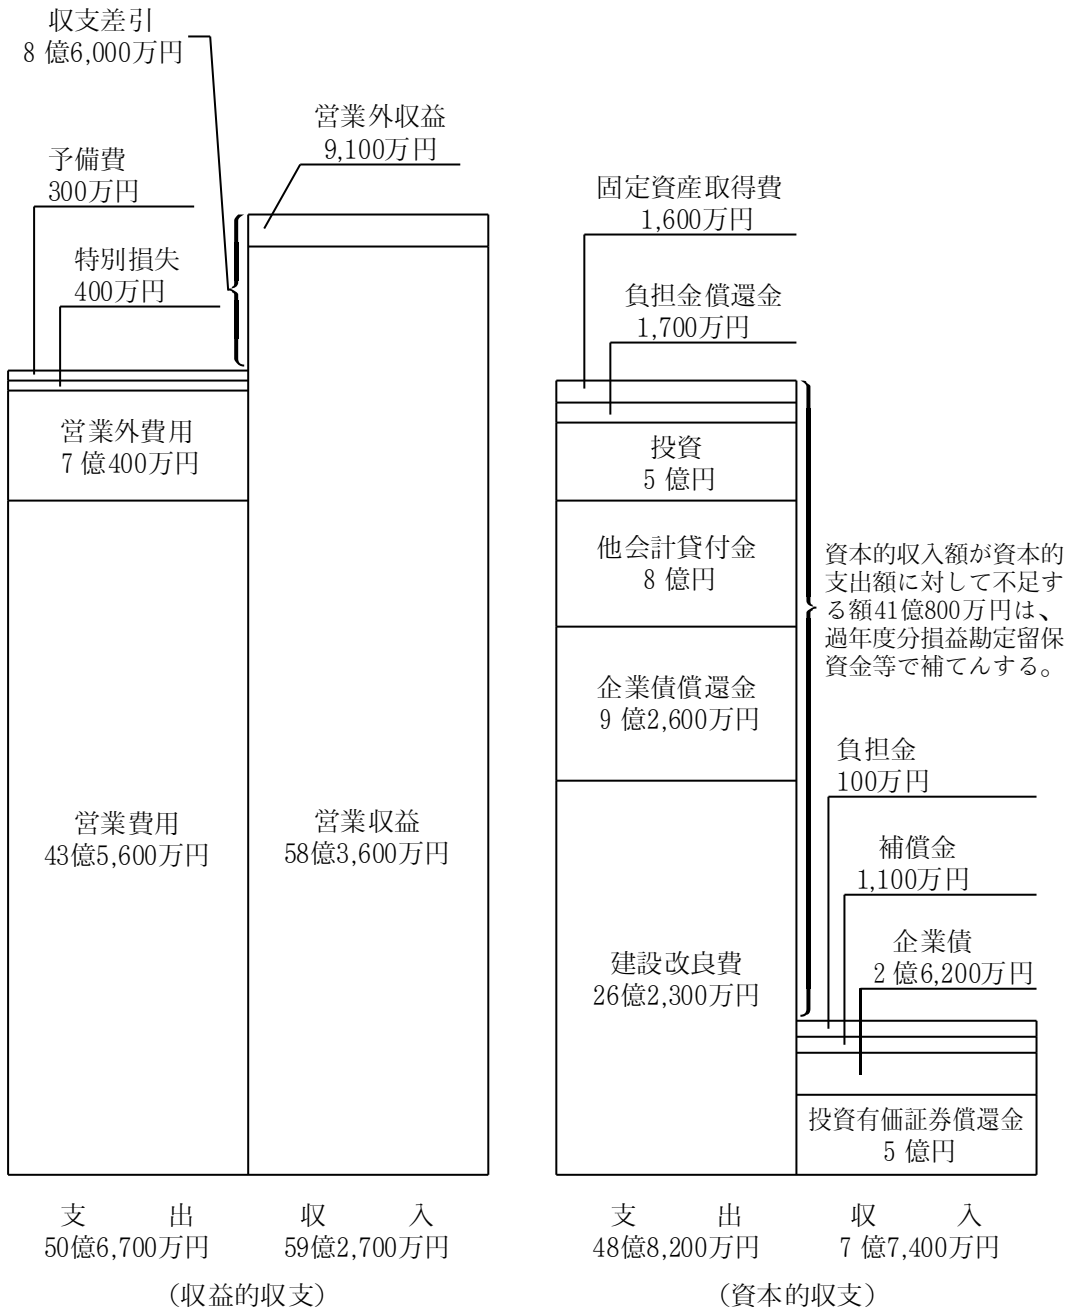 収支差引
8億6,000万円
営業外収益
9,100万円
予備費
300万円
特別損失
400万円
営業外費用
7億400万円
営業費用
43億5,600万円
営業収益
58億3,600万円
支出
50億6,700万円
収入
59億2,700万円
（収益的収支）
固定資産取得費
1,600万円
負担金償還金
1,700万円
投資
5億円
他会計貸付金
8億円
企業債償還金
9億2,600万円
建設改良費
26億2,300万円
資本的収入額が資本的
支出額に対して不足す
る額41億800万円は、
過年度分損益勘定留保
資金等で補てんする。
負担金
100万円
補償金
1,100万円
企業債
2億6,200万円
投資有価証券償還金
5億円
支出
48億8,200万円
収入
7億7,400万円
（資本的収支）